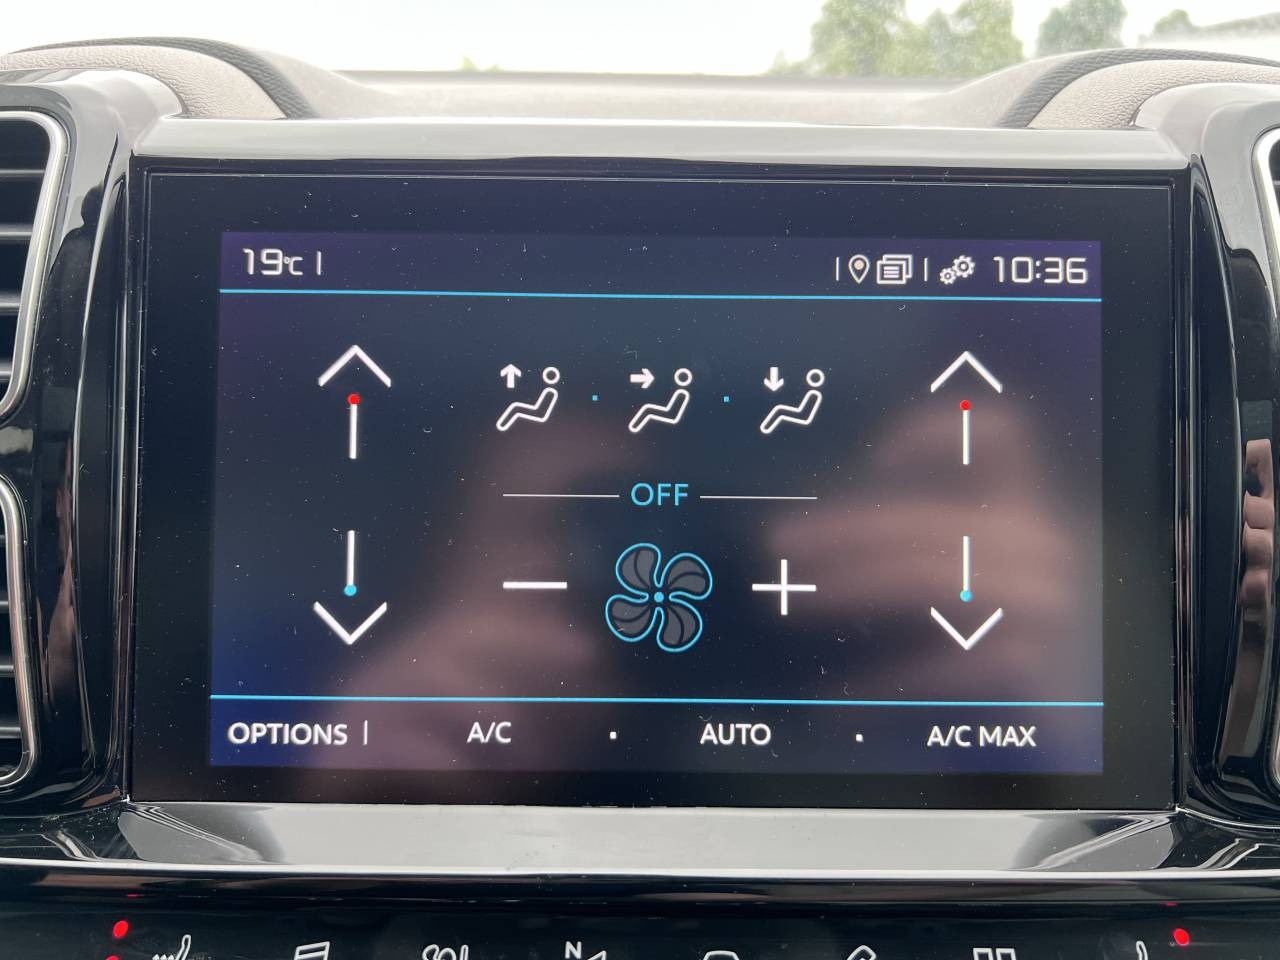 19°C
10:36
OFF
OPTIONS A/C AUTO A/C MAX
N